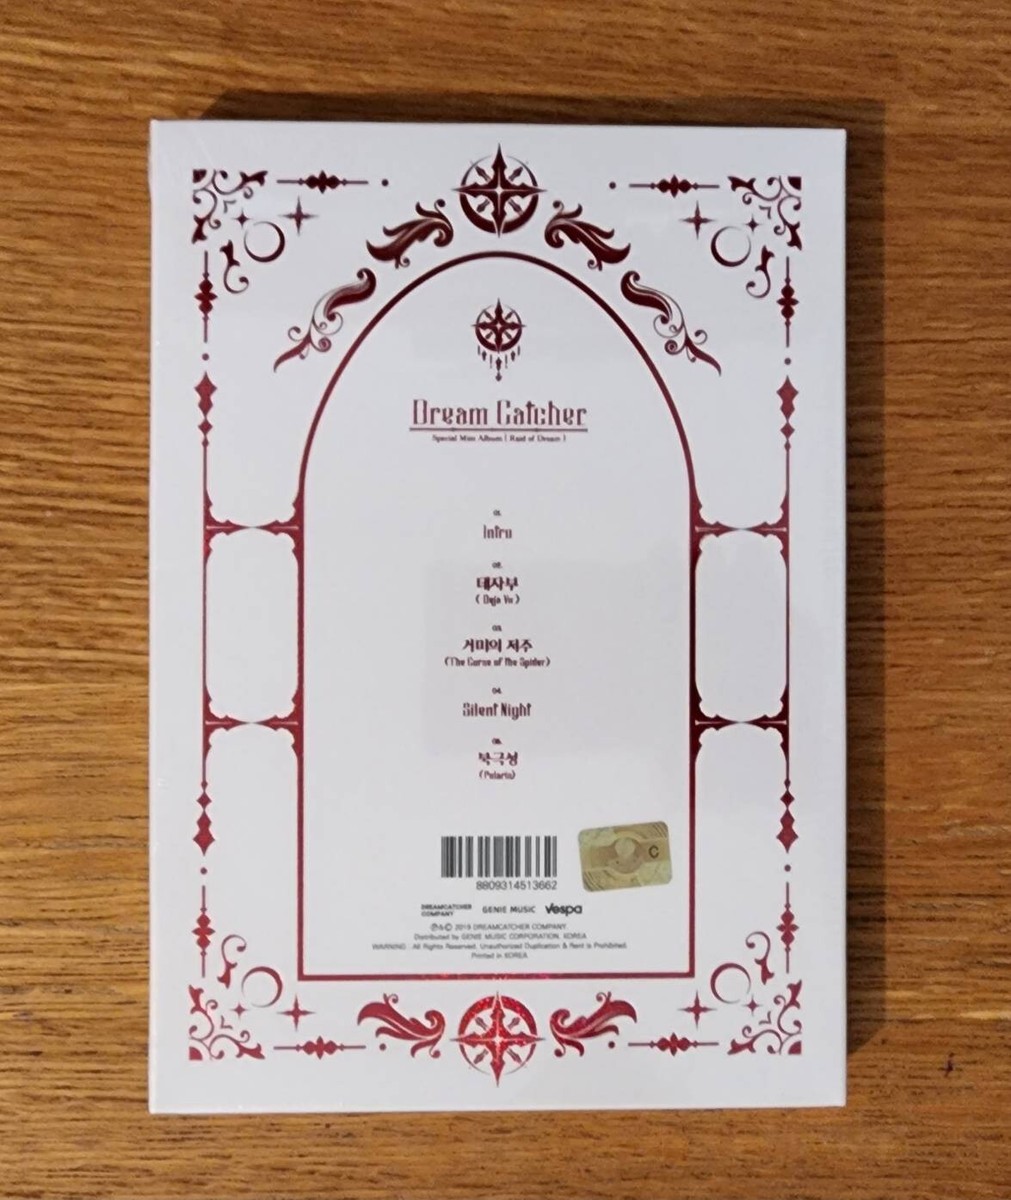 Dream Catcher
Special Mini Album [ Raid of Dream ]
01.
Intro
02.
데자부
( Deja Vu )
03.
거미의 저주
(The Curse of the Spider)
04.
Silent Night
05.
북극성
(Polaris)
8809314513662
C
DREAMCATCHER
COMPANY
GENIE MUSIC
Vespa
℗&© 2019 DREAMCATCHER COMPANY.
Distributed by GENIE MUSIC CORPORATION, KOREA
WARNING : All Rights Reserved, Unauthorized Duplication & Rent is Prohibited.
Printed in KOREA